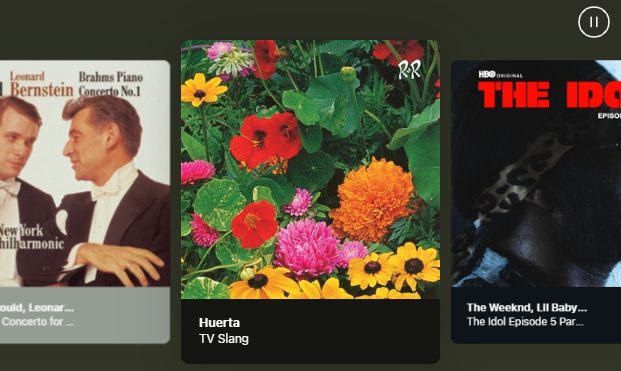 Leonard
Bernstein
Brahms Piano
Concerto No.1
New York
Philharmonic
ould, Leonar...
Concerto for ...
R&R
Huerta
TV Slang
HBO ORIGINAL
THE IDO
EPISO
The Weeknd, Lil Baby...
The Idol Episode 5 Par...